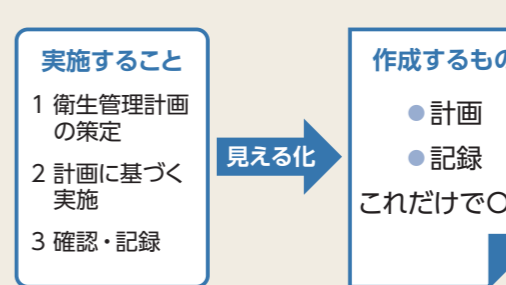 実施すること
1 衛生管理計画
の策定
2 計画に基づく
実施
3 確認・記録
見える化
作成するもの
●計画
●記録
これだけで〇